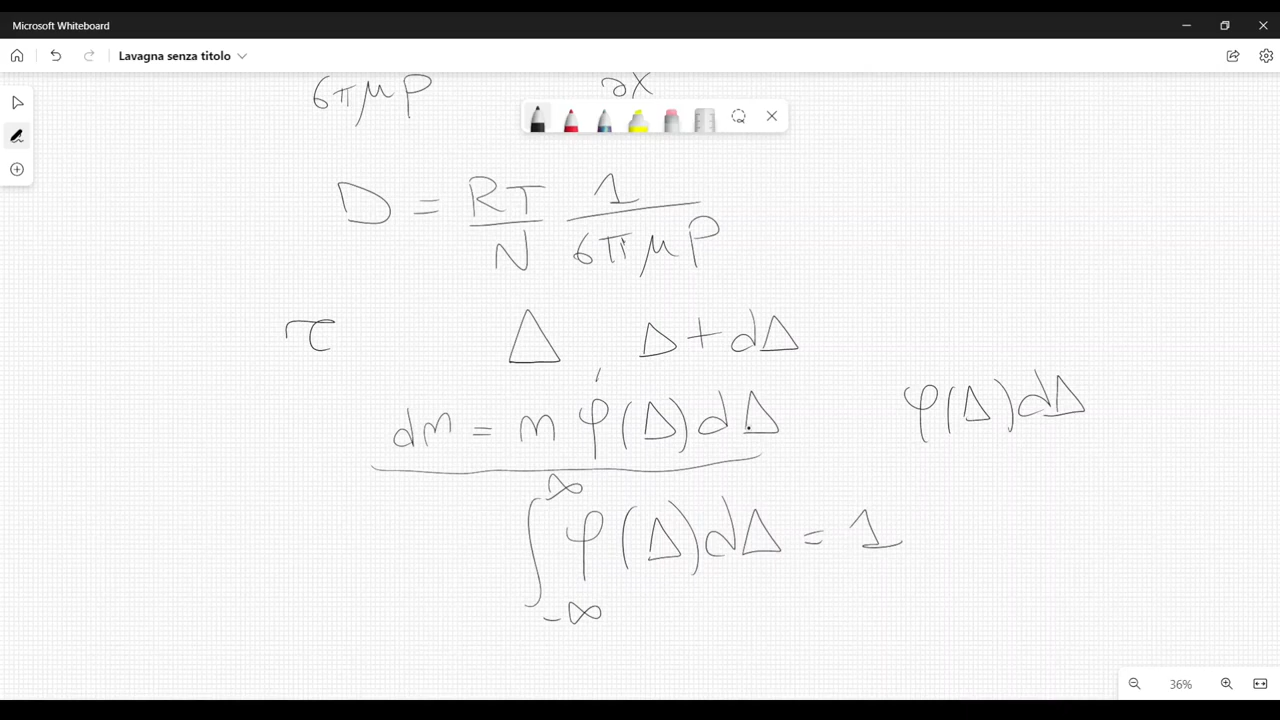 Microsoft Whiteboard
Lavagna senza titolo
6πμP ∂X
D = RT/N 1/6πμP
τ Δ Δ+dΔ
dn = n φ(Δ)dΔ φ(Δ)dΔ
∫_{-∞}^{∞} φ(Δ)dΔ = 1
36%